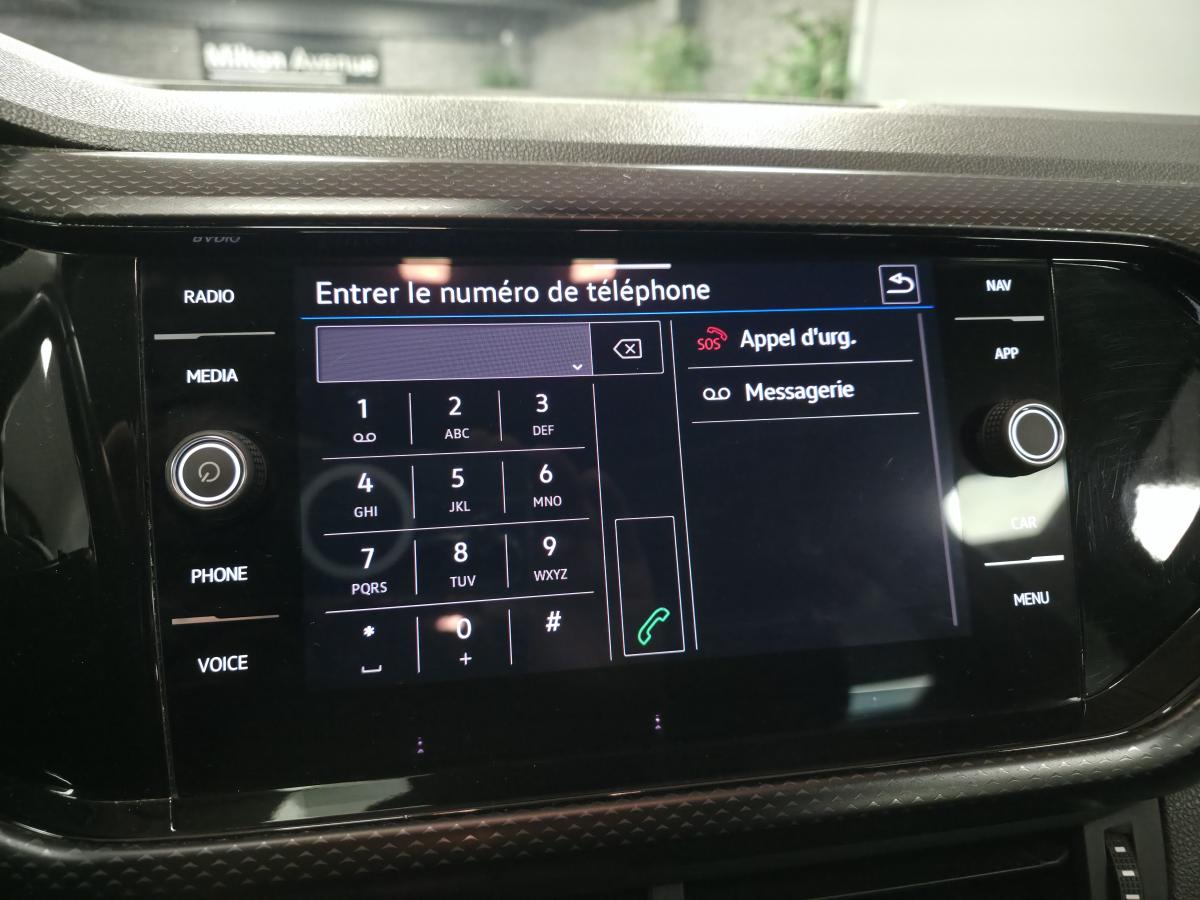 Milton Avenue
RADIO
MEDIA
PHONE
VOICE
Entrer le numéro de téléphone
1
2 ABC
3 DEF
4 GHI
5 JKL
6 MNO
7 PQRS
8 TUV
9 WXYZ
*
0 +
#
SOS Appel d'urg.
Messagerie
NAV
APP
CAR
MENU